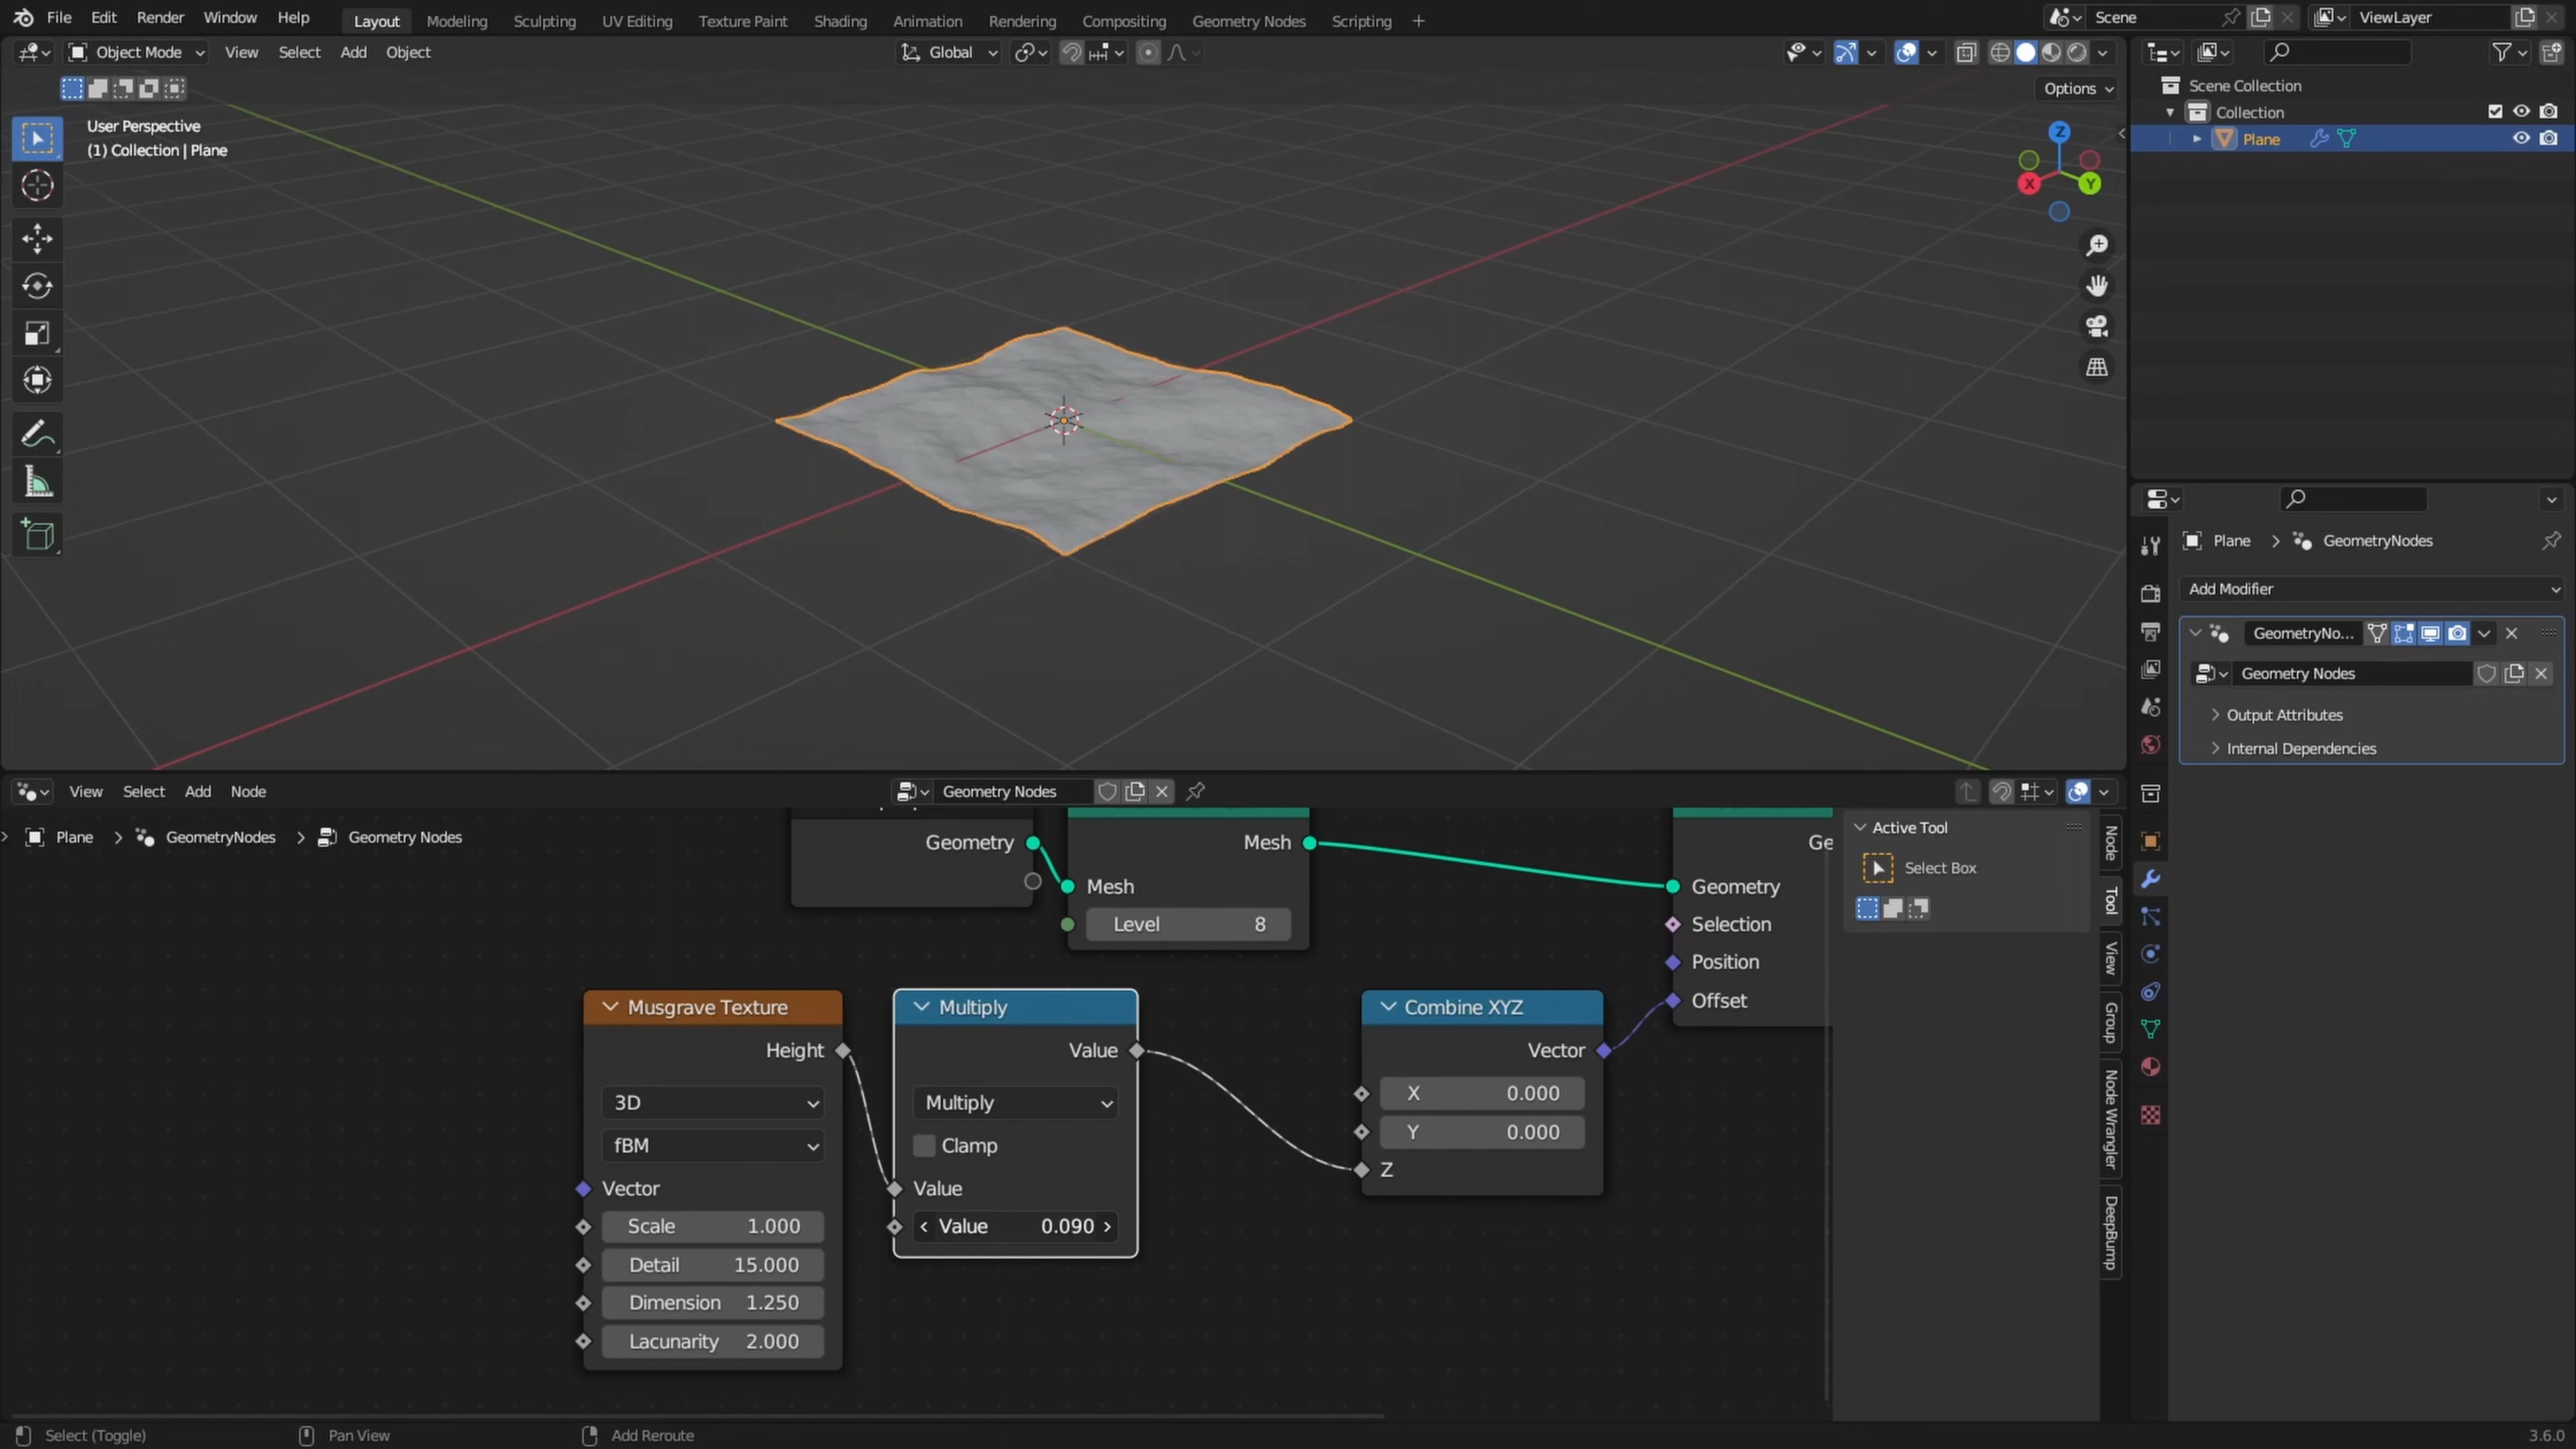 File Edit Render Window Help Layout Modeling Sculpting UV Editing Texture Paint Shading Animation Rendering Compositing Geometry Nodes Scripting + Scene ViewLayer
Object Mode View Select Add Object Global
Options
User Perspective
(1) Collection | Plane
Z
X
Y
Scene Collection
Collection
Plane
Plane > GeometryNodes
Add Modifier
GeometryNo...
Geometry Nodes
Output Attributes
Internal Dependencies
View Select Add Node Geometry Nodes
Plane > GeometryNodes > Geometry Nodes
Geometry
Mesh
Mesh
Level 8
Ge
Geometry
Selection
Position
Offset
Musgrave Texture
Height
3D
fBM
Vector
Scale 1.000
Detail 15.000
Dimension 1.250
Lacunarity 2.000
Multiply
Value
Multiply
Clamp
Value
Value 0.090
Combine XYZ
Vector
X 0.000
Y 0.000
Z
Active Tool
Select Box
Node
Tool
View
Group
Node Wrangler
DeepBump
Select (Toggle) Pan View Add Reroute 3.6.0